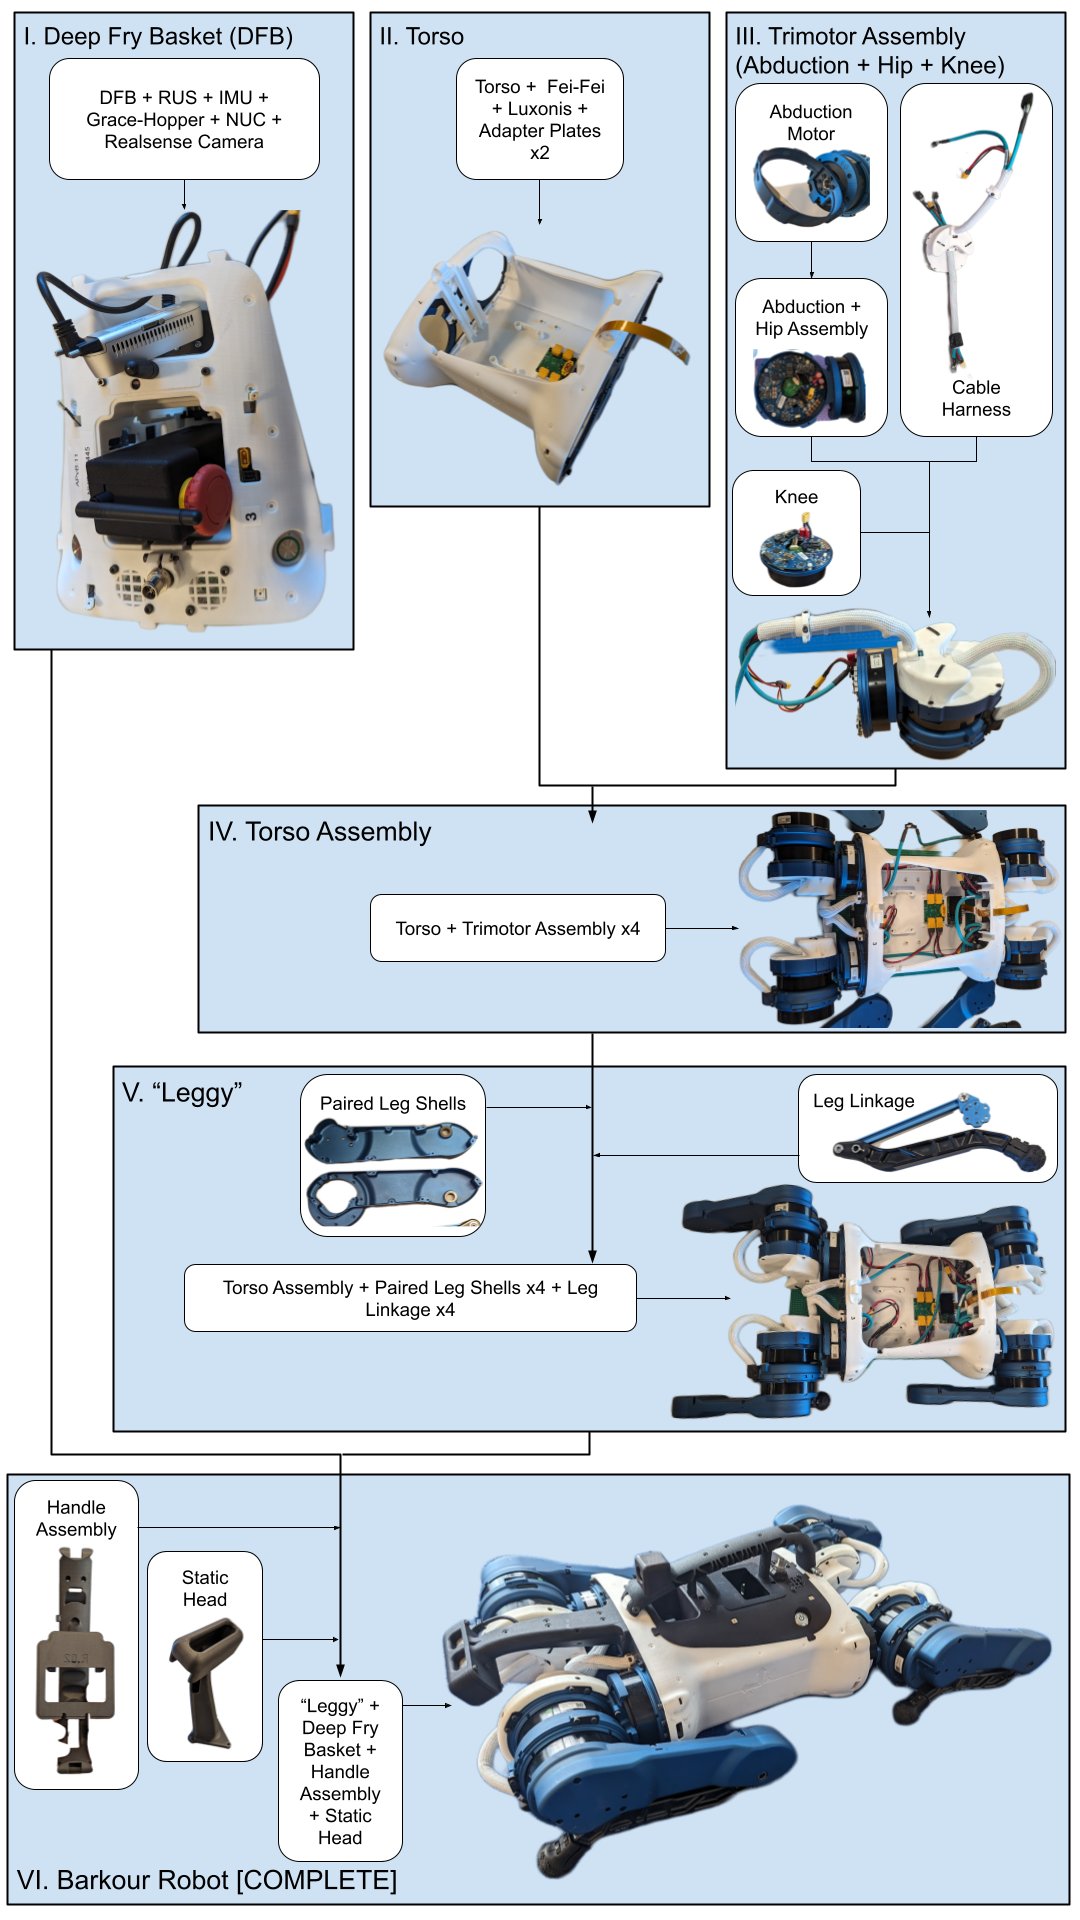 I. Deep Fry Basket (DFB)
DFB + RUS + IMU +
Grace-Hopper + NUC +
Realsense Camera
II. Torso
Torso + Fei-Fei
+ Luxonis +
Adapter Plates
x2
III. Trimotor Assembly
(Abduction + Hip + Knee)
Abduction
Motor
Abduction +
Hip Assembly
Cable
Harness
Knee
3
IV. Torso Assembly
Torso + Trimotor Assembly x4
V. “Leggy”
Paired Leg Shells
Leg Linkage
Torso Assembly + Paired Leg Shells x4 + Leg
Linkage x4
Handle
Assembly
Static
Head
“Leggy” +
Deep Fry
Basket +
Handle
Assembly
+ Static
Head
VI. Barkour Robot [COMPLETE]